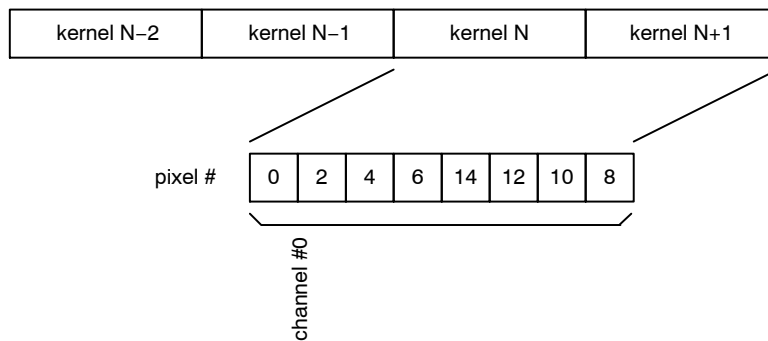 kernel N−2 kernel N−1 kernel N kernel N+1
pixel # 0 2 4 6 14 12 10 8
channel #0